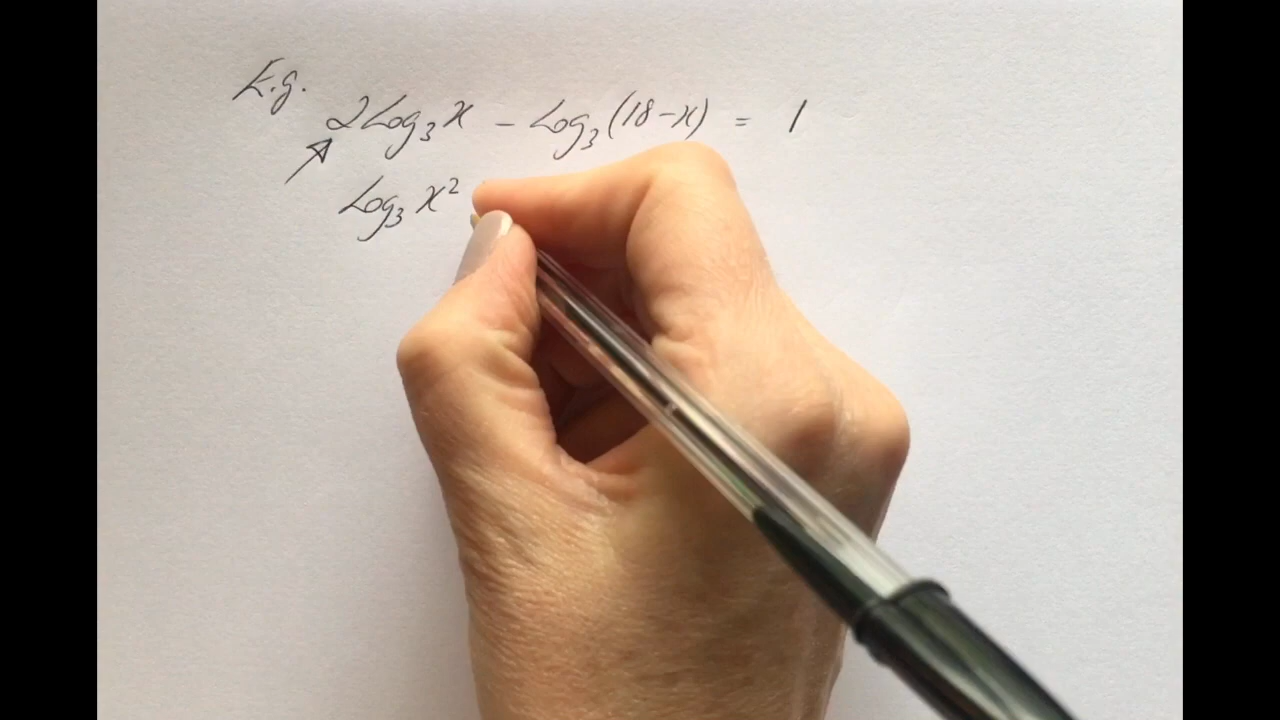 E.g.
2Log₃x - Log₃(18-x) = 1
Log₃x²